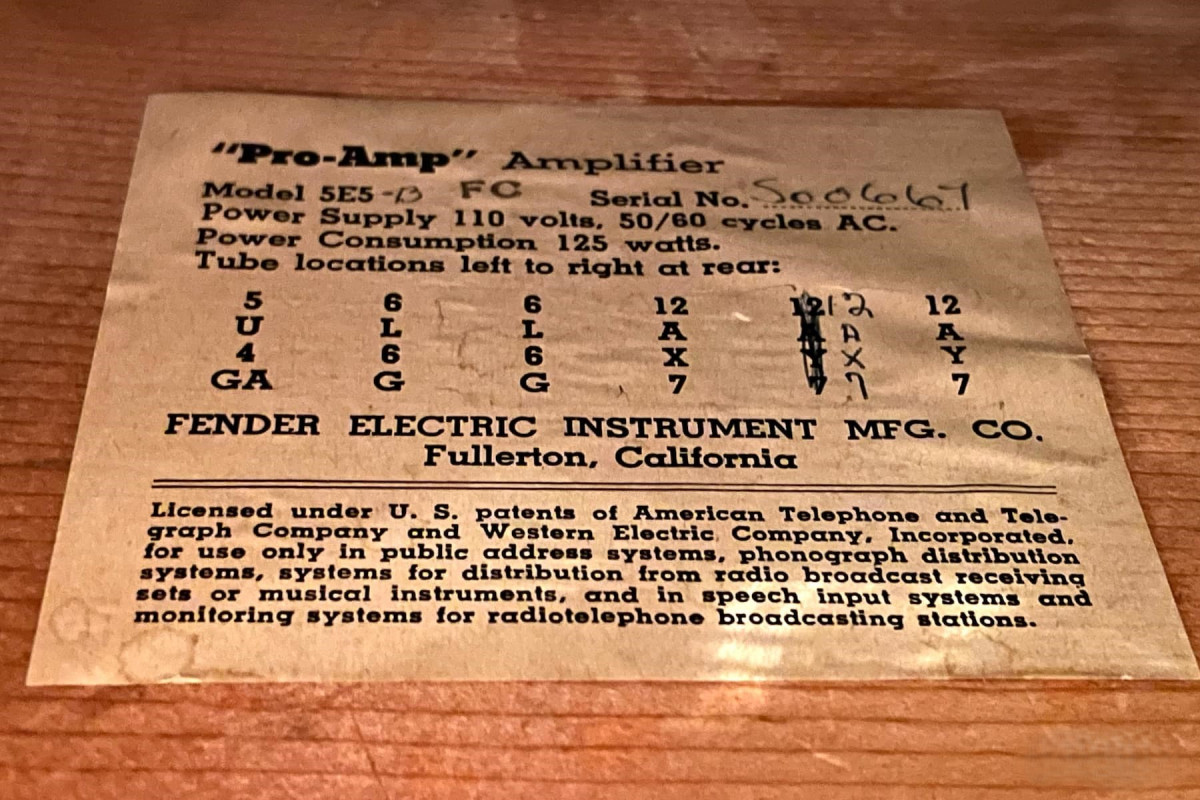 "Pro-Amp" Amplifier
Model 5E5-B FC Serial No. S00667
Power Supply 110 volts, 50/60 cycles AC.
Power Consumption 125 watts.
Tube locations left to right at rear:
5 6 6 12 12 12
U L L A A A
4 6 6 X X Y
GA G G 7 7 7
FENDER ELECTRIC INSTRUMENT MFG. CO.
Fullerton, California
Licensed under U. S. patents of American Telephone and Tele-
graph Company and Western Electric Company, Incorporated,
for use only in public address systems, phonograph distribution
systems, systems for distribution from radio broadcast receiving
sets or musical instruments, and in speech input systems and
monitoring systems for radiotelephone broadcasting stations.